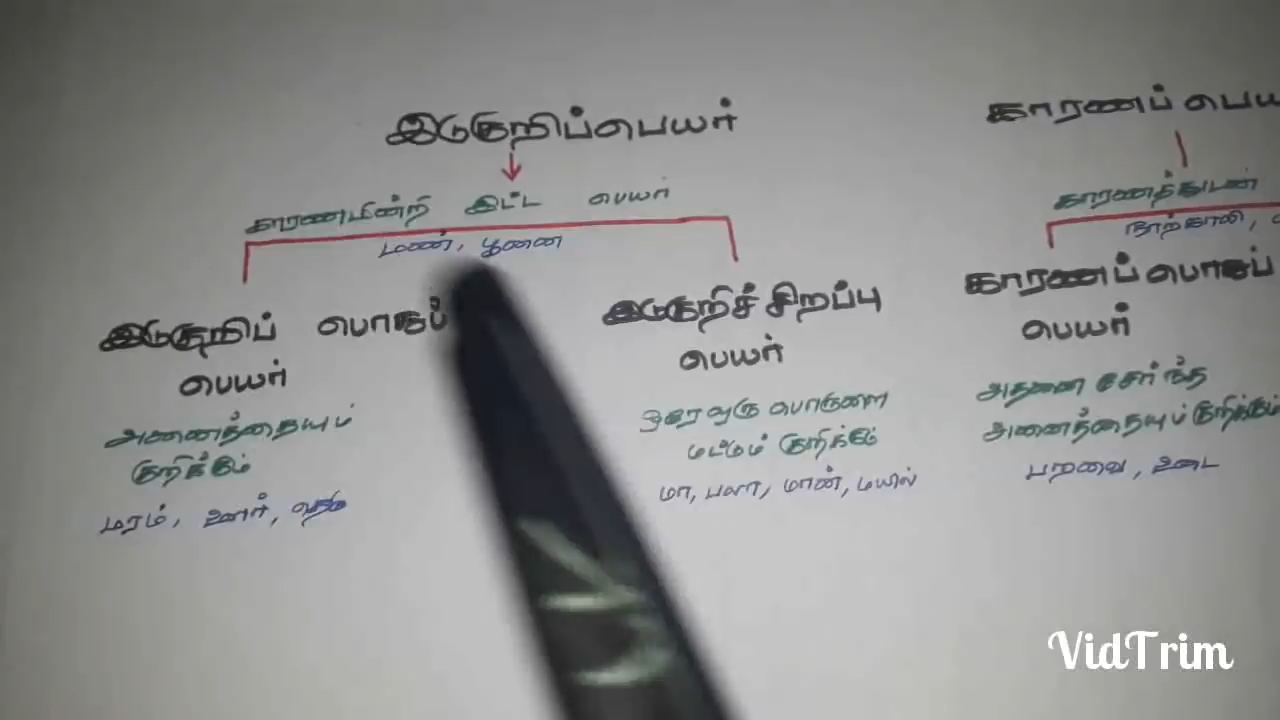 இடுகுறிப்பெயர்
காரணமின்றி இட்ட பெயர்
மண், பூனை
இடுகுறிப் பொதுப்
பெயர்
அனைத்தையும்
குறிக்கும்
மரம், ஊர், வீடு
இடுகுறிச் சிறப்பு
பெயர்
ஒரே ஒரு பொருளை
மட்டும் குறிக்கும்
மா, பலா, மான், மயில்
காரணப் பெய
காரணத்துடன்
நாற்காலி,
காரணப் பொதுப்
பெயர்
அதனை சேர்ந்த
அனைத்தையும் குறிக்கும்
பறவை, உடை
VidTrim